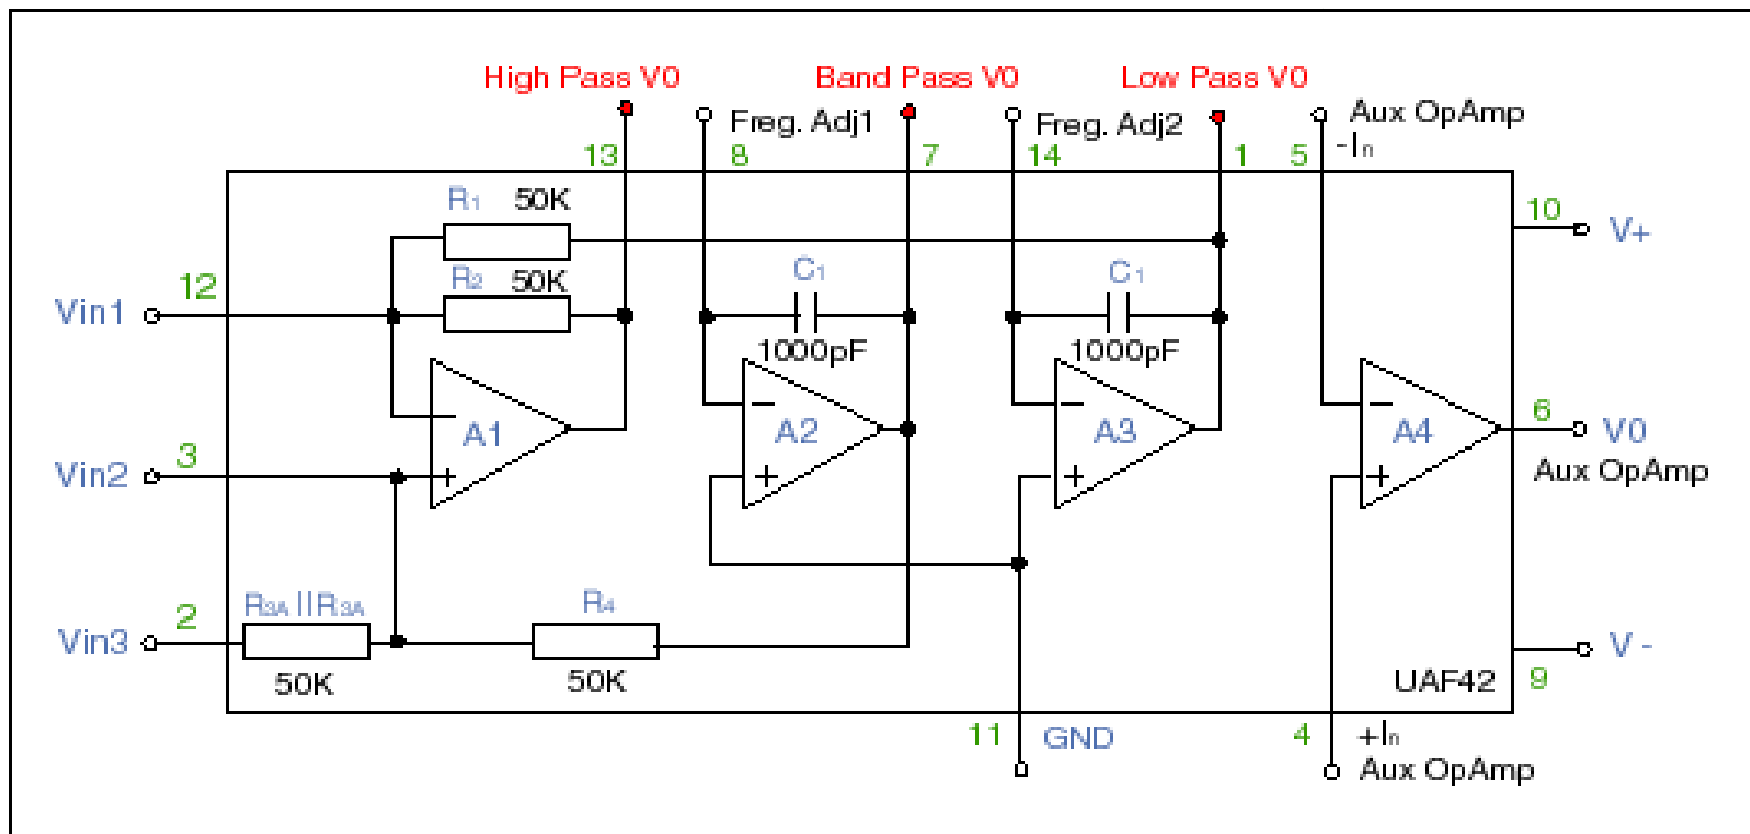 High Pass V0
Band Pass V0
Low Pass V0
Freg. Adj1
Freg. Adj2
Aux OpAmp
-In
13
8
7
14
1
5
R1 50K
10
V+
R2 50K
C1
C1
12
Vin1
1000pF
1000pF
A1
A2
A3
A4
6
V0
Aux OpAmp
3
Vin2
2
Vin3
R3A ||R3A
R4
V -
50K
50K
UAF42
9
11
GND
4
+In
Aux OpAmp